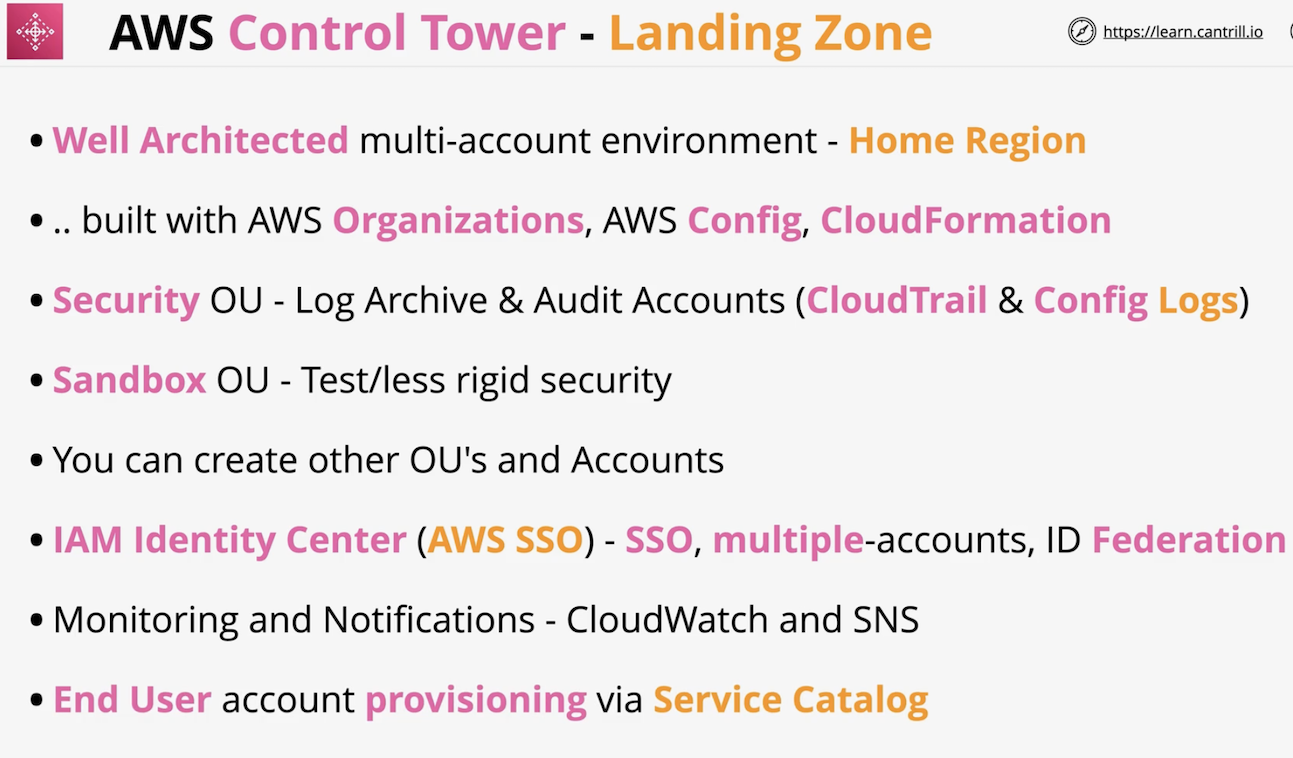 AWS Control Tower - Landing Zone
https://learn.cantrill.io
• Well Architected multi-account environment - Home Region
• .. built with AWS Organizations, AWS Config, CloudFormation
• Security OU - Log Archive & Audit Accounts (CloudTrail & Config Logs)
• Sandbox OU - Test/less rigid security
• You can create other OU's and Accounts
• IAM Identity Center (AWS SSO) - SSO, multiple-accounts, ID Federation
• Monitoring and Notifications - CloudWatch and SNS
• End User account provisioning via Service Catalog